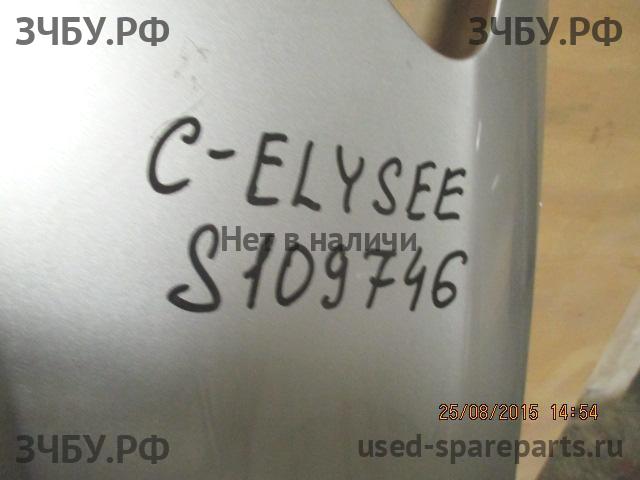 ЗЧБУ.РФ ЗЧБУ.РФ
C-ELYSEE
Нет в наличи
S109746
25/08/2015 14:54
ЗЧБУ.РФ used-spareparts.ru